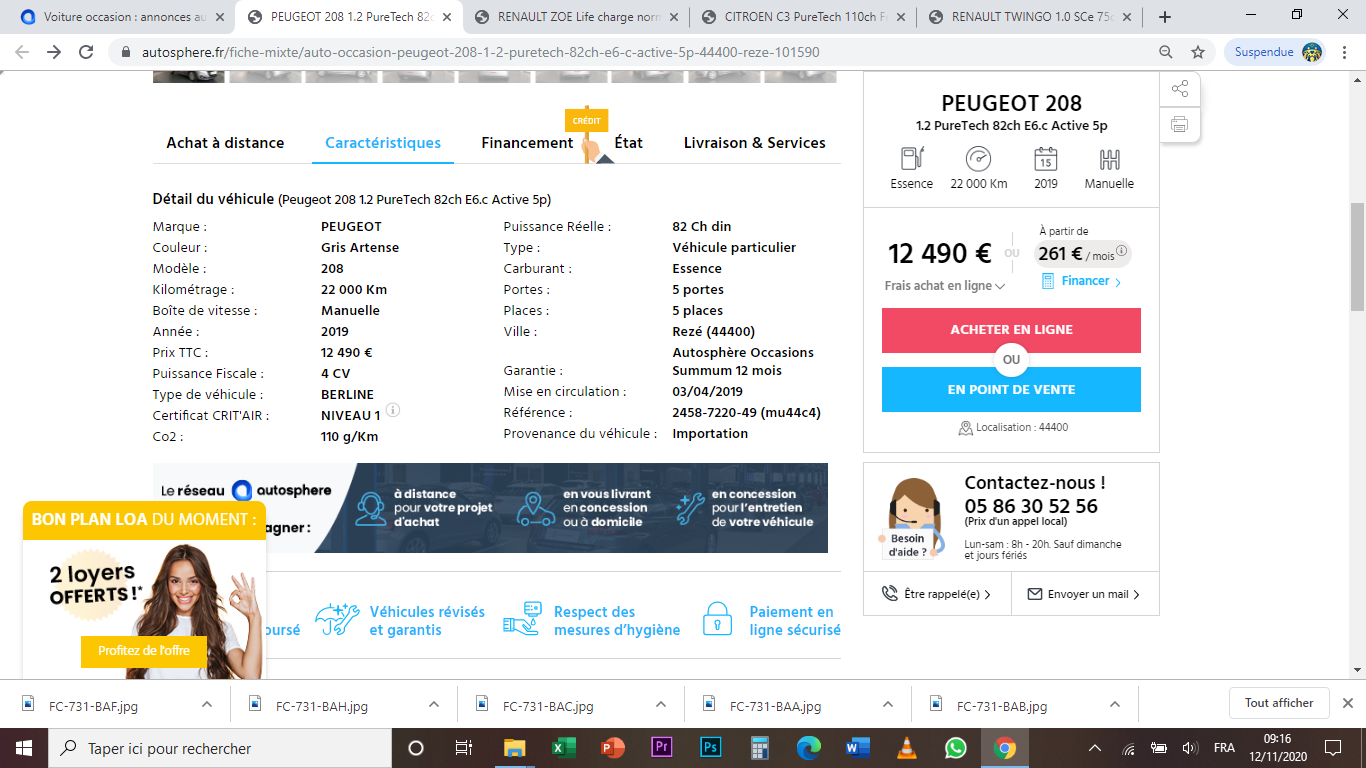 Voiture occasion : annonces au
PEUGEOT 208 1.2 PureTech 82c
RENAULT ZOE Life charge norm
CITROEN C3 PureTech 110ch F
RENAULT TWINGO 1.0 SCe 75c
autosphere.fr/fiche-mixte/auto-occasion-peugeot-208-1-2-puretech-82ch-e6-c-active-5p-44400-reze-101590
Suspendue
Achat à distance
Caractéristiques
Financement
CRÉDIT
État
Livraison & Services
Détail du véhicule (Peugeot 208 1.2 PureTech 82ch E6.c Active 5p)
Marque : PEUGEOT
Couleur : Gris Artense
Modèle : 208
Kilométrage : 22 000 Km
Boîte de vitesse : Manuelle
Année : 2019
Prix TTC : 12 490 €
Puissance Fiscale : 4 CV
Type de véhicule : BERLINE
Certificat CRIT'AIR : NIVEAU 1
Co2 : 110 g/Km
Puissance Réelle : 82 Ch din
Type : Véhicule particulier
Carburant : Essence
Portes : 5 portes
Places : 5 places
Ville : Rezé (44400)
Autosphère Occasions
Garantie : Summum 12 mois
Mise en circulation : 03/04/2019
Référence : 2458-7220-49 (mu44c4)
Provenance du véhicule : Importation
PEUGEOT 208
1.2 PureTech 82ch E6.c Active 5p
15
Essence
22 000 Km
2019
Manuelle
12 490 €
OU
À partir de
261 € / mois
Frais achat en ligne
Financer
ACHETER EN LIGNE
OU
EN POINT DE VENTE
Localisation : 44400
Contactez-nous !
05 86 30 52 56
(Prix d'un appel local)
Lun-sam : 8h - 20h. Sauf dimanche
et jours fériés
Besoin
d'aide ?
Être rappelé(e)
Envoyer un mail
Le réseau autosphere
agner :
à distance
pour votre projet
d'achat
en vous livrant
en concession
ou à domicile
en concession
pour l'entretien
de votre véhicule
BON PLAN LOA DU MOMENT :
2 loyers
OFFERTS !*
Profitez de l'offre
oursé
Véhicules révisés
et garantis
Respect des
mesures d'hygiène
Paiement en
ligne sécurisé
FC-731-BAF.jpg
FC-731-BAH.jpg
FC-731-BAC.jpg
FC-731-BAA.jpg
FC-731-BAB.jpg
Tout afficher
Taper ici pour rechercher
Pr
Ps
FRA
09:16
12/11/2020